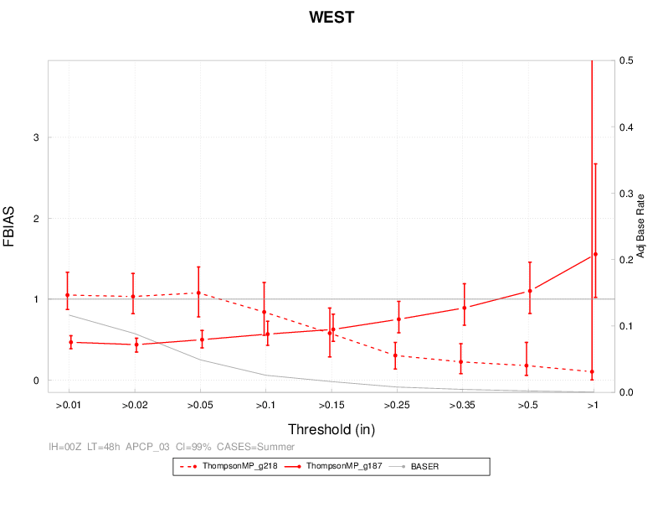 WEST
FBIAS
3
2
1
0
0.5
0.4
0.3
0.2
0.1
0.0
Adj Base Rate
>0.01 >0.02 >0.05 >0.1 >0.15 >0.25 >0.35 >0.5 >1
Threshold (in)
IH=00Z LT=48h APCP_03 CI=99% CASES=Summer
ThompsonMP_g218 ThompsonMP_g187 BASER